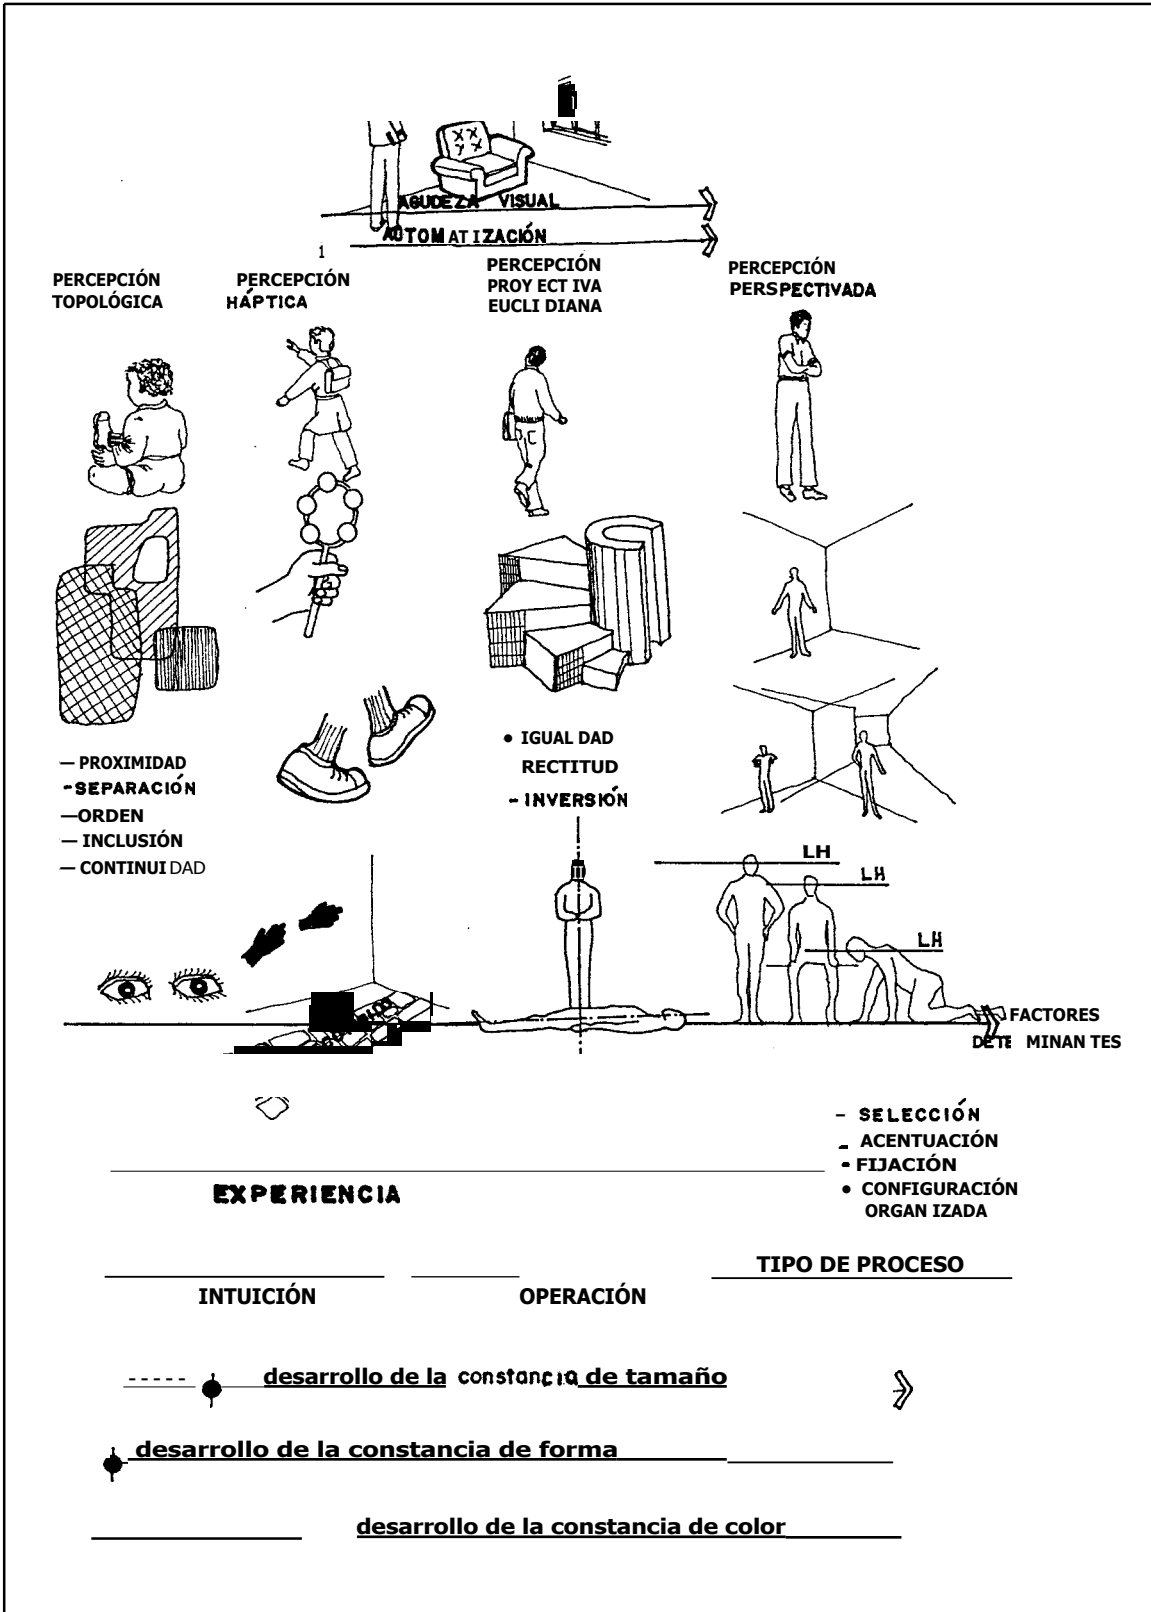 AGUDEZA VISUAL
AUTOMATIZACIÓN
1
PERCEPCIÓN
TOPOLÓGICA
PERCEPCIÓN
HÁPTICA
PERCEPCIÓN
PROY ECT IVA
EUCLI DIANA
PERCEPCIÓN
PERSPECTIVADA
— PROXIMIDAD
-SEPARACIÓN
—ORDEN
— INCLUSIÓN
— CONTINUI DAD
• IGUAL DAD
RECTITUD
- INVERSIÓN
LH
LH
LH
FACTORES
DETE MINAN TES
- SELECCIÓN
- ACENTUACIÓN
- FIJACIÓN
• CONFIGURACIÓN
ORGAN IZADA
EXPERIENCIA
TIPO DE PROCESO
INTUICIÓN OPERACIÓN
----- desarrollo de la constancia de tamaño
desarrollo de la constancia de forma
desarrollo de la constancia de color